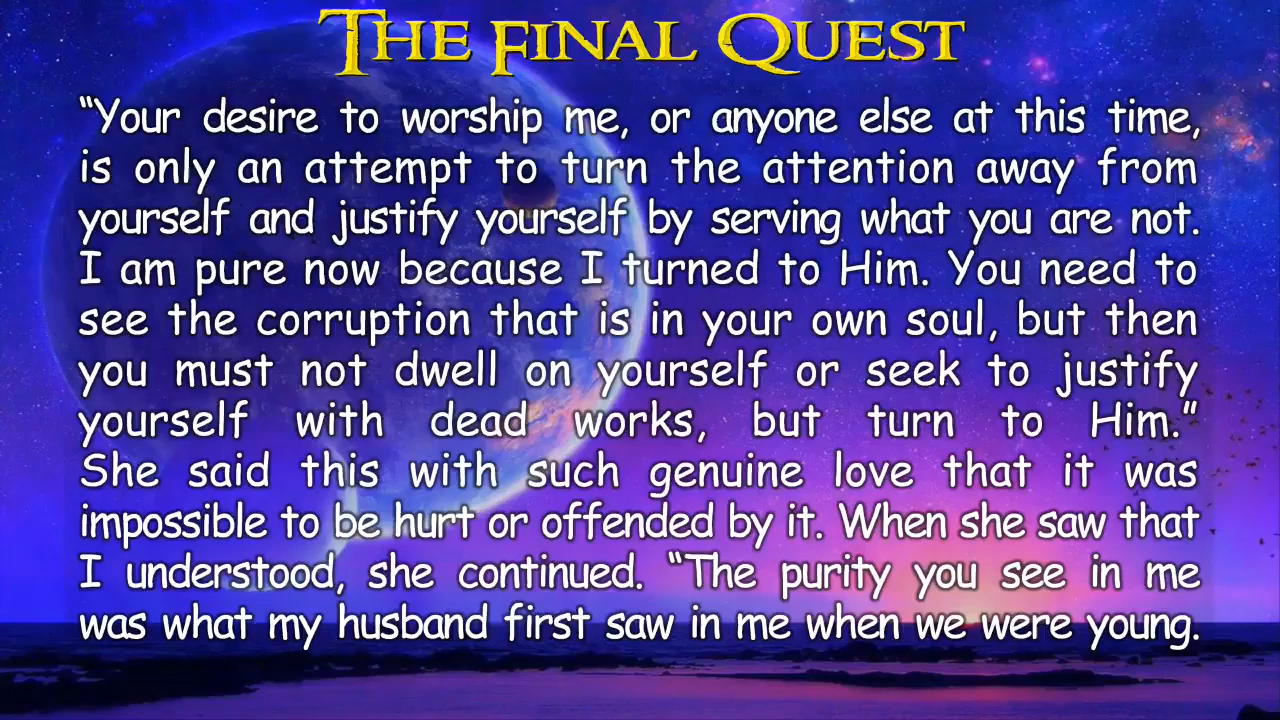 The Final Quest
“Your desire to worship me, or anyone else at this time,
is only an attempt to turn the attention away from
yourself and justify yourself by serving what you are not.
I am pure now because I turned to Him. You need to
see the corruption that is in your own soul, but then
you must not dwell on yourself or seek to justify
yourself with dead works, but turn to Him.”
She said this with such genuine love that it was
impossible to be hurt or offended by it. When she saw that
I understood, she continued. “The purity you see in me
was what my husband first saw in me when we were young.